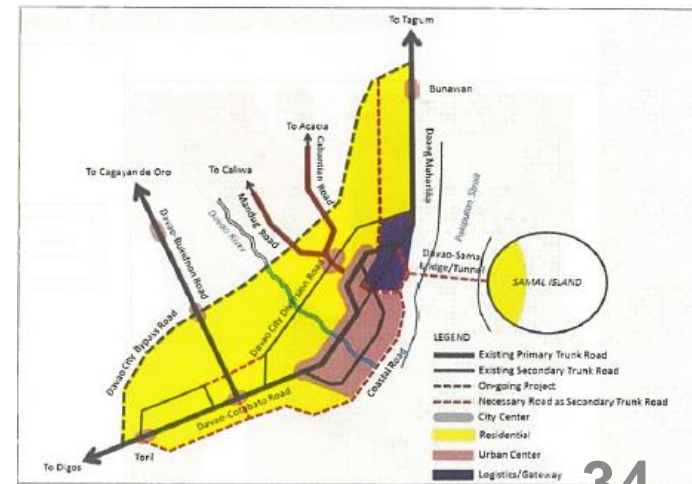 To Tagum
Bunawan
To Acacia
Cabantian Road
Daang Maharlika
To Cagayan de Oro
To Caliwa
Mandug Road
Davao River
Pakiputan Strait
Davao-Bukidnon Road
Davao City Diversion Road
Davao-Samal
Bridge/Tunnel
SAMAL ISLAND
Davao City Bypass Road
Coastal Road
Davao-Cotabato Road
Toril
To Digos
LEGEND
Existing Primary Trunk Road
Existing Secondary Trunk Road
On-going Project
Necessary Road as Secondary Trunk Road
City Center
Residential
Urban Center
Logistics/Gateway
34